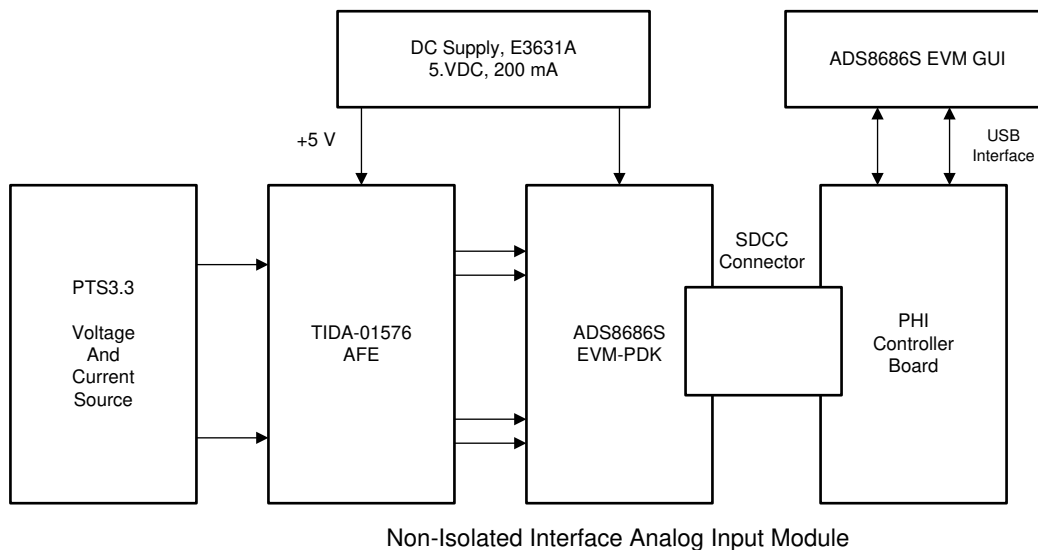 DC Supply, E3631A
5.VDC, 200 mA
ADS8686S EVM GUI
+5 V
USB
Interface
PTS3.3
Voltage
And
Current
Source
TIDA-01576
AFE
ADS8686S
EVM-PDK
SDCC
Connector
PHI
Controller
Board
Non-Isolated Interface Analog Input Module